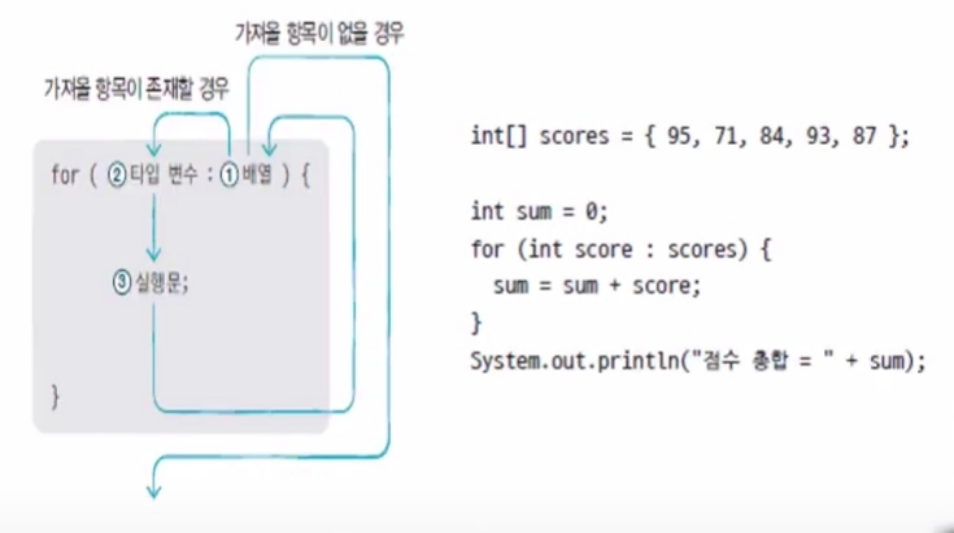 가져올 항목이 없을 경우
가져올 항목이 존재할 경우
for ( ②타입 변수 : ①배열 ) {
③실행문;
}
int[] scores = { 95, 71, 84, 93, 87 };
int sum = 0;
for (int score : scores) {
sum = sum + score;
}
System.out.println("점수 총합 = " + sum);